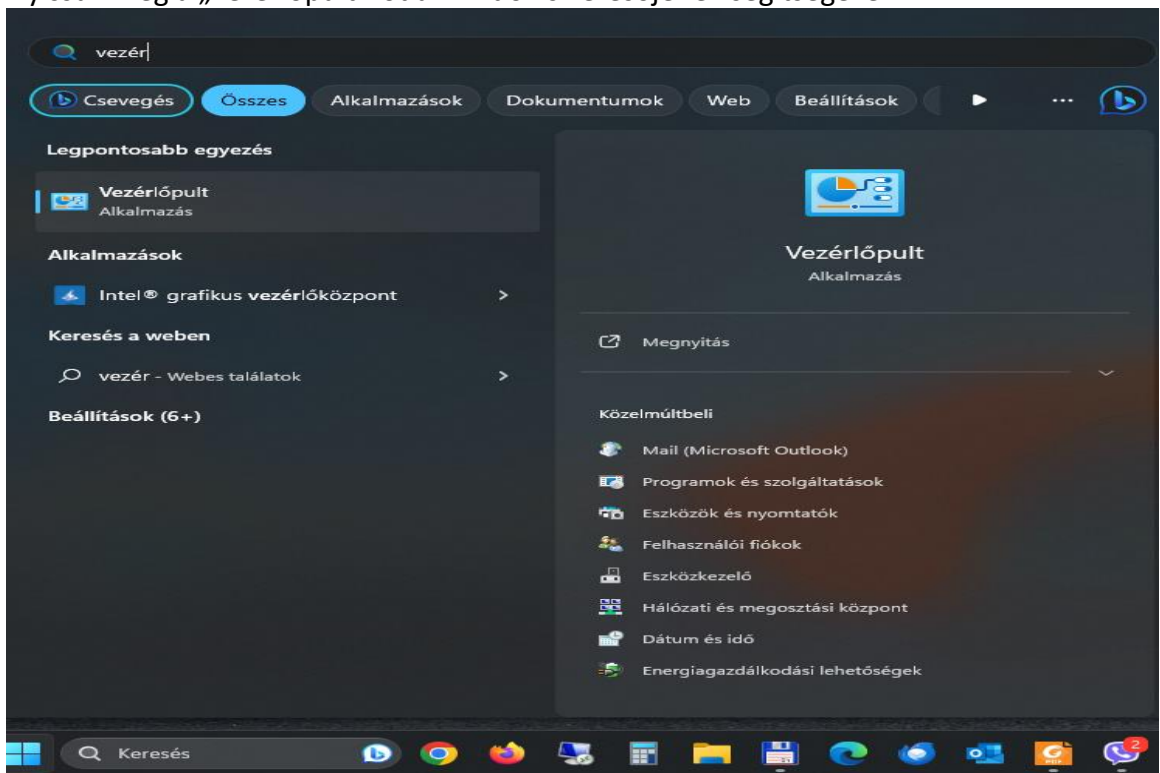 vezér
Csevegés Összes Alkalmazások Dokumentumok Web Beállítások
Legpontosabb egyezés
Vezérlőpult
Alkalmazás
Alkalmazások
Intel® grafikus vezérlőközpont
Keresés a weben
vezér - Webes találatok
Beállítások (6+)
Vezérlőpult
Alkalmazás
Megnyitás
Közelmúltbeli
Mail (Microsoft Outlook)
Programok és szolgáltatások
Eszközök és nyomtatók
Felhasználói fiókok
Eszközkezelő
Hálózati és megosztási központ
Dátum és idő
Energiagazdálkodási lehetőségek
Keresés
2